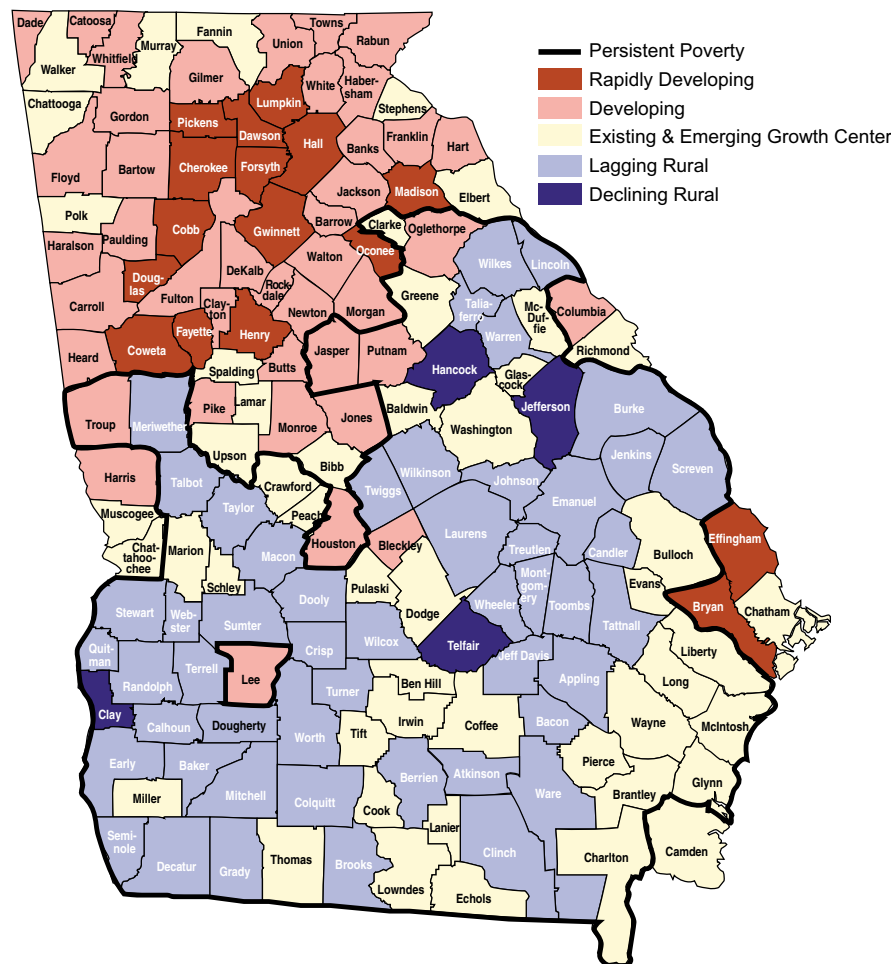 Dade
Catoosa
Whitfield
Murray
Fannin
Union
Towns
Rabun
Walker
Gilmer
White
Haber-
sham
Stephens
Chattooga
Gordon
Pickens
Lumpkin
Dawson
Hall
Banks
Franklin
Hart
Floyd
Bartow
Cherokee
Forsyth
Jackson
Madison
Elbert
Polk
Haralson
Paulding
Cobb
Gwinnett
Barrow
Clarke
Oglethorpe
Oconee
Wilkes
Lincoln
Doug-
las
DeKalb
Walton
Carroll
Fulton
Clay-
ton
Rock-
dale
Newton
Morgan
Greene
Talia-
ferro
Mc-
Duf-
fie
Columbia
Coweta
Fayette
Henry
Warren
Richmond
Heard
Spalding
Butts
Jasper
Putnam
Hancock
Glas-
cock
Jefferson
Troup
Meriwether
Pike
Lamar
Monroe
Jones
Baldwin
Washington
Burke
Harris
Talbot
Upson
Bibb
Wilkinson
Jenkins
Screven
Muscogee
Taylor
Crawford
Peach
Twiggs
Johnson
Emanuel
Chat-
tahoo-
chee
Marion
Macon
Houston
Bleckley
Laurens
Treutlen
Candler
Bulloch
Effingham
Schley
Pulaski
Mont-
gom-
ery
Evans
Stewart
Web-
ster
Sumter
Dooly
Dodge
Wheeler
Toombs
Tattnall
Bryan
Chatham
Quit-
man
Crisp
Wilcox
Telfair
Jeff Davis
Liberty
Randolph
Terrell
Lee
Turner
Ben Hill
Appling
Long
Clay
Calhoun
Dougherty
Worth
Tift
Irwin
Coffee
Bacon
Wayne
McIntosh
Early
Baker
Mitchell
Colquitt
Berrien
Atkinson
Ware
Pierce
Brantley
Glynn
Miller
Cook
Lanier
Clinch
Charlton
Camden
Semi-
nole
Decatur
Grady
Thomas
Brooks
Lowndes
Echols
Persistent Poverty
Rapidly Developing
Developing
Existing & Emerging Growth Center
Lagging Rural
Declining Rural